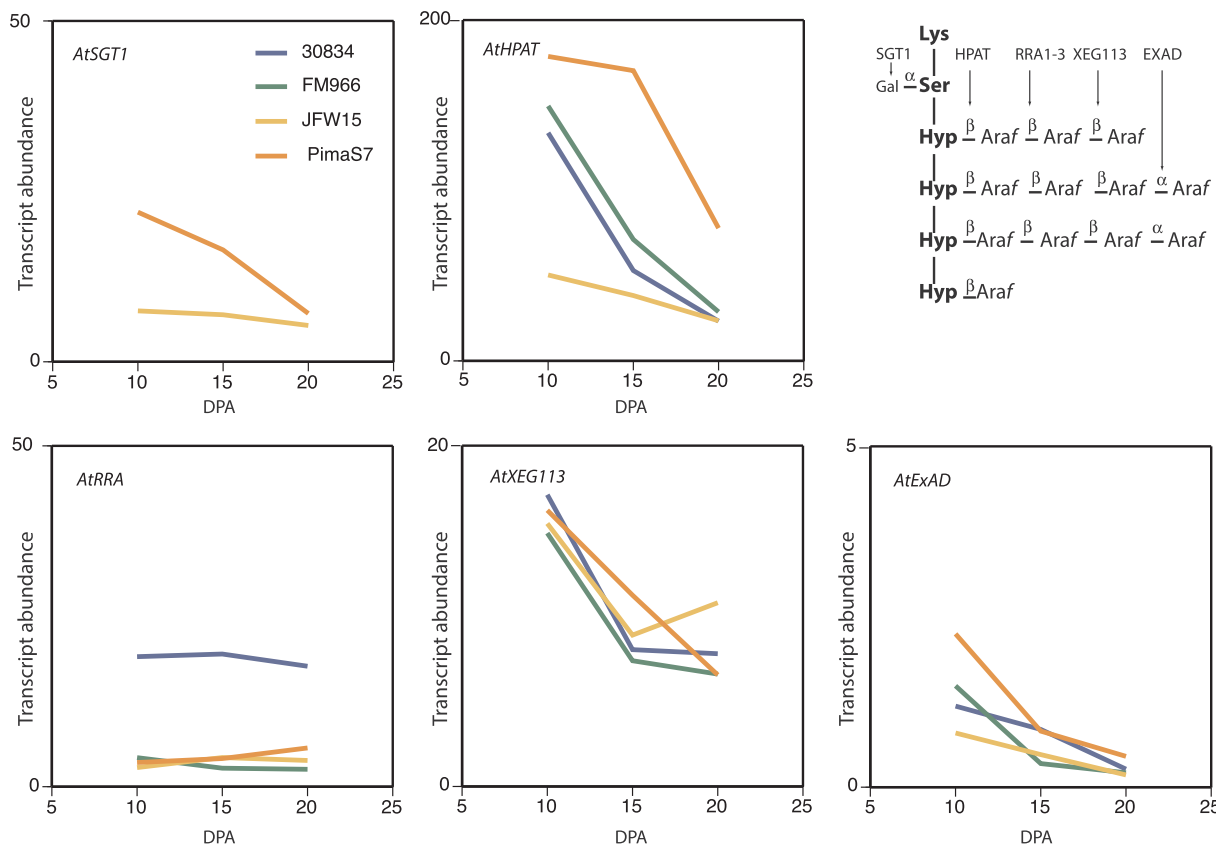 50
AtSGT1
30834
FM966
JFW15
PimaS7
Transcript abundance
0
5 10 15 20 25
DPA
200
AtHPAT
Transcript abundance
0
5 10 15 20 25
DPA
Lys
SGT1 HPAT RRA1-3 XEG113 EXAD
Gal α Ser
Hyp β Araf β Araf β Araf
Hyp β Araf β Araf β Araf α Araf
Hyp β Araf β Araf β Araf α Araf
Hyp β Araf
50
AtRRA
Transcript abundance
0
5 10 15 20 25
DPA
20
AtXEG113
Transcript abundance
0
5 10 15 20 25
DPA
5
AtExAD
Transcript abundance
0
5 10 15 20 25
DPA